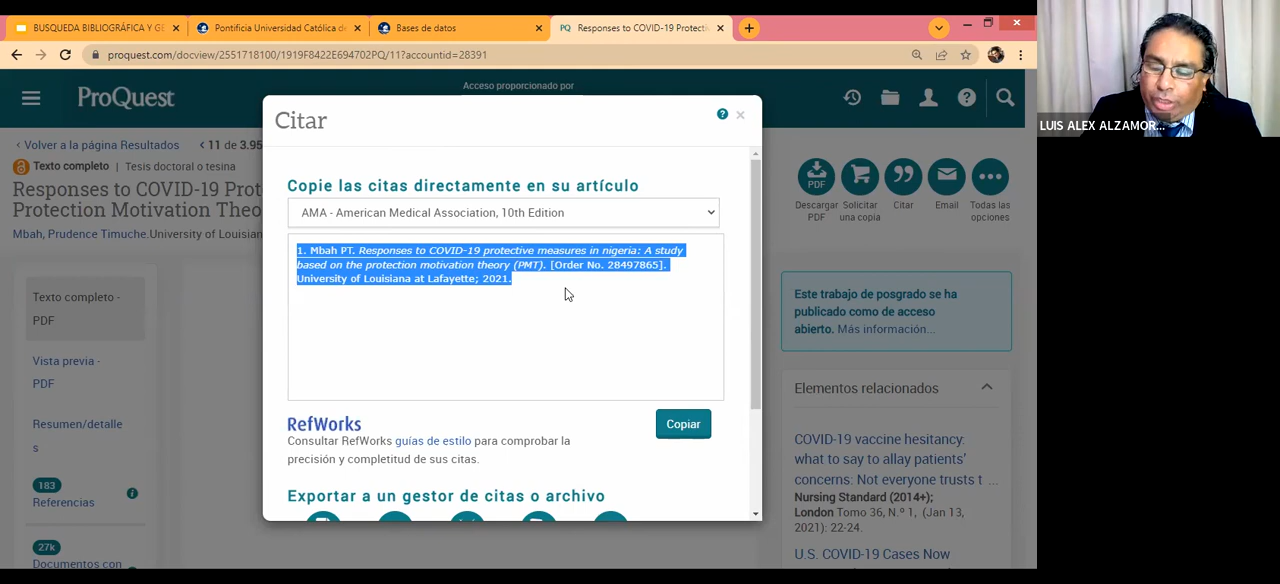 BUSQUEDA BIBLIOGRÁFICA Y GE
Pontificia Universidad Católica de
Bases de datos
PQ Responses to COVID-19 Protecti
proquest.com/docview/2551718100/1919F8422E694702PQ/11?accountid=28391
ProQuest
Acceso proporcionado por
Volver a la página Resultados
11 de 3.95
Texto completo
Tesis doctoral o tesina
Responses to COVID-19 Prot
Protection Motivation Theo
Mbah, Prudence Timuche.University of Louisian
PDF
Descargar PDF
Solicitar una copia
Citar
Email
Todas las opciones
Citar
Copie las citas directamente en su artículo
AMA - American Medical Association, 10th Edition
1. Mbah PT. Responses to COVID-19 protective measures in nigeria: A study
based on the protection motivation theory (PMT). [Order No. 28497865].
University of Louisiana at Lafayette; 2021.
RefWorks
Copiar
Consultar RefWorks guías de estilo para comprobar la
precisión y completitud de sus citas.
Exportar a un gestor de citas o archivo
Texto completo -
PDF
Vista previa -
PDF
Resumen/detalle
s
183
Referencias
27k
Documentos con
Este trabajo de posgrado se ha
publicado como de acceso
abierto. Más información...
Elementos relacionados
COVID-19 vaccine hesitancy:
what to say to allay patients'
concerns: Not everyone trusts t ...
Nursing Standard (2014+);
London Tomo 36, N.º 1, (Jan 13,
2021): 22-24.
U.S. COVID-19 Cases Now
LUIS ALEX ALZAMOR...